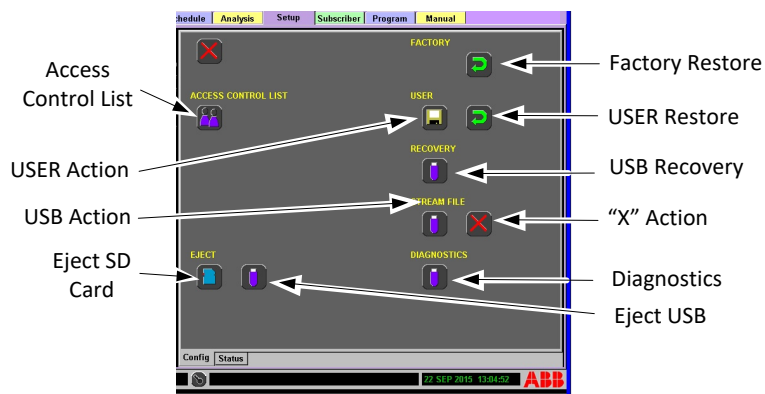 hedule Analysis Setup Subscriber Program Manual
FACTORY
Factory Restore
Access
Control List
ACCESS CONTROL LIST
USER
USER Restore
USER Action
RECOVERY
USB Recovery
USB Action
STREAM FILE
"X" Action
Eject SD
Card
EJECT
DIAGNOSTICS
Diagnostics
Eject USB
Config Status
22 SEP 2015 13:04:52 ABB